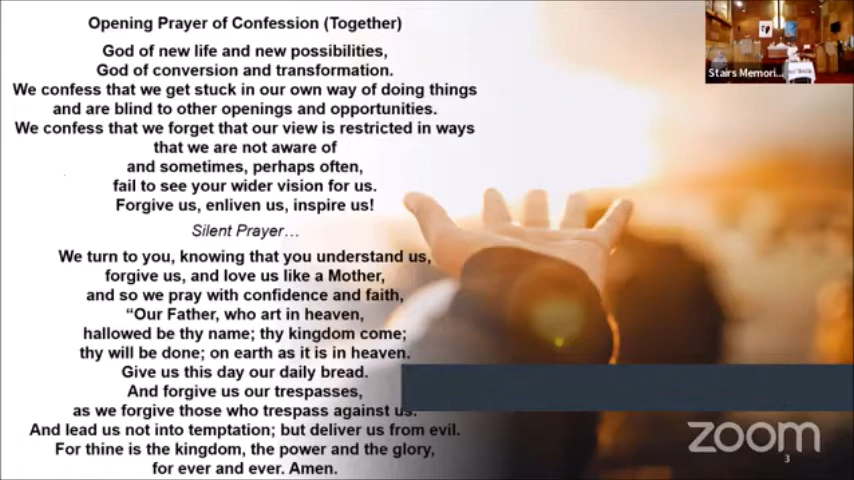 Opening Prayer of Confession (Together)
God of new life and new possibilities,
God of conversion and transformation.
We confess that we get stuck in our own way of doing things
and are blind to other openings and opportunities.
We confess that we forget that our view is restricted in ways
that we are not aware of
and sometimes, perhaps often,
fail to see your wider vision for us.
Forgive us, enliven us, inspire us!
Silent Prayer…
We turn to you, knowing that you understand us,
forgive us, and love us like a Mother,
and so we pray with confidence and faith,
“Our Father, who art in heaven,
hallowed be thy name; thy kingdom come;
thy will be done; on earth as it is in heaven.
Give us this day our daily bread.
And forgive us our trespasses,
as we forgive those who trespass against us.
And lead us not into temptation; but deliver us from evil.
For thine is the kingdom, the power and the glory,
for ever and ever. Amen.
Stairs Memori...
zoom
3